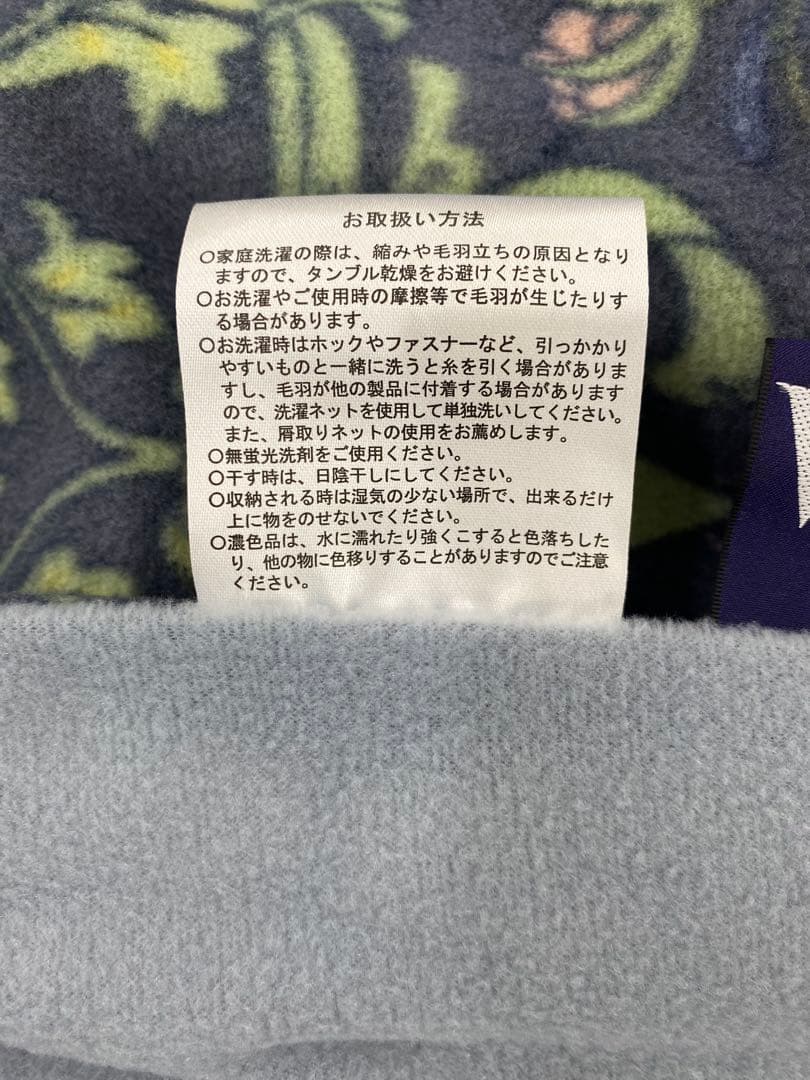 お取扱い方法
○家庭洗濯の際は、縮みや毛羽立ちの原因となり
ますので、タンブル乾燥をお避けください。
○お洗濯やご使用時の摩擦等で毛羽が生じたりす
る場合があります。
○お洗濯時はホックやファスナーなど、引っかかり
やすいものと一緒に洗うと糸を引く場合がありま
すし、毛羽が他の製品に付着する場合があります
ので、洗濯ネットを使用して単独洗いしてください。
また、屑取りネットの使用をお薦めします。
○無蛍光洗剤をご使用ください。
○干す時は、日陰干しにしてください。
○収納される時は湿気の少ない場所で、出来るだけ
上に物をのせないでください。
○濃色品は、水に濡れたり強くこすると色落ちした
り、他の物に色移りすることがありますのでご注意
ください。